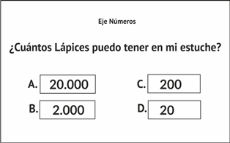 Eje Números
¿Cuántos Lápices puedo tener en mi estuche?
A. 20.000
C. 200
B. 2.000
D. 20